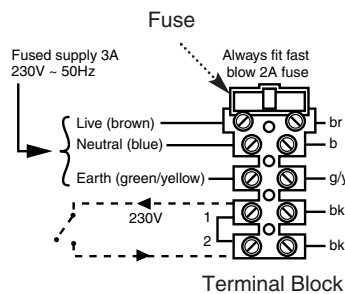 Fuse
Fused supply 3A
230V ~ 50Hz
Always fit fast
blow 2A fuse
Live (brown)
br
Neutral (blue)
b
Earth (green/yellow)
g/y
230V
1
bk
2
bk
Terminal Block